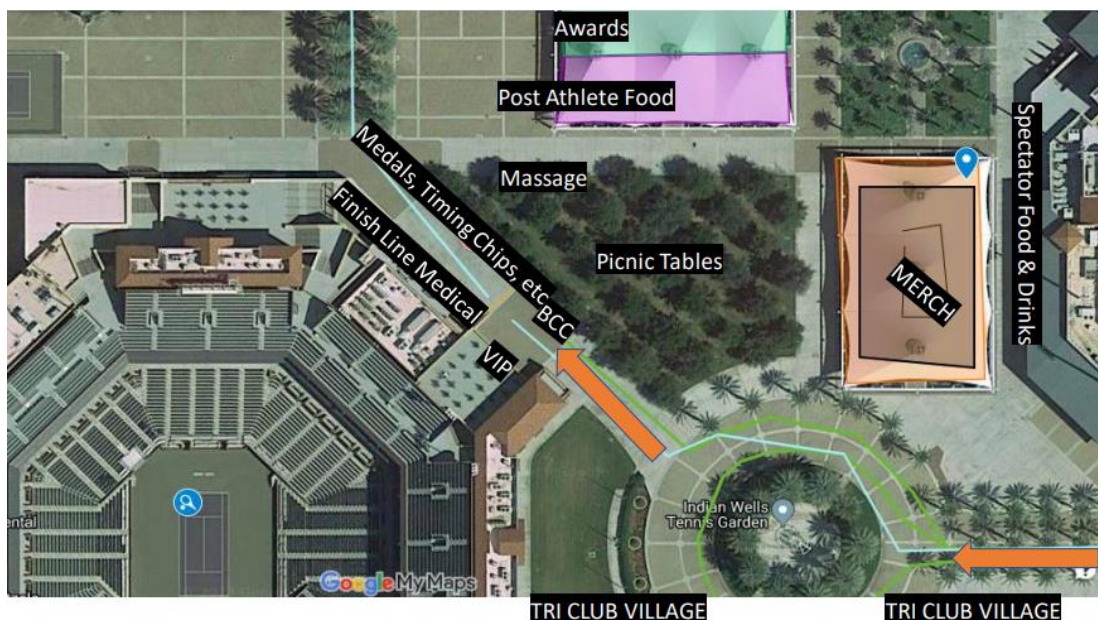 Awards
Post Athlete Food
Massage
Medals, Timing Chips, etc
Finish Line Medical
Picnic Tables
Spectator Food & Drinks
MERCH
BCC
VIP
Indian Wells
Tennis Garden
ental
Google My Maps
TRI CLUB VILLAGE
TRI CLUB VILLAGE